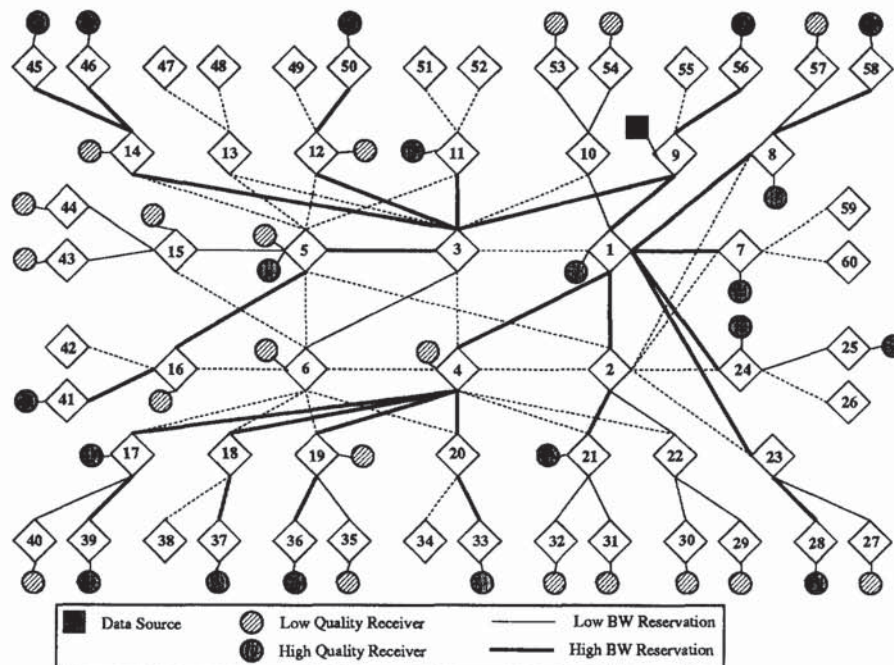 45 46 47 48 49 50 51 52 53 54 55 56 57 58
14 13 12 11 10 9 8
44 59
15 5 3 1 7
43 60
42 25
16 6 4 2 24
41 26
17 18 19 20 21 22 23
40 39 38 37 36 35 34 33 32 31 30 29 28 27
Data Source Low Quality Receiver Low BW Reservation
High Quality Receiver High BW Reservation